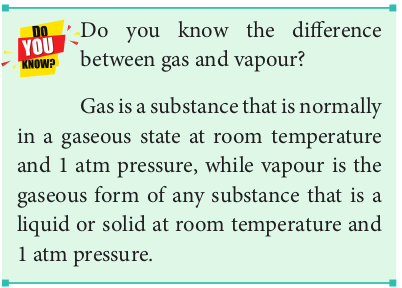 DO
YOU
KNOW?
Do you know the difference
between gas and vapour?
Gas is a substance that is normally
in a gaseous state at room temperature
and 1 atm pressure, while vapour is the
gaseous form of any substance that is a
liquid or solid at room temperature and
1 atm pressure.